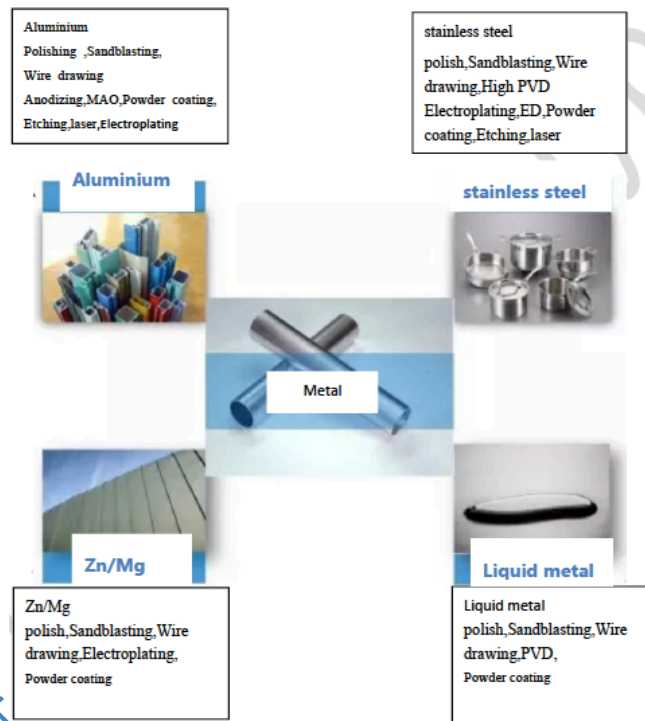 Aluminium
Polishing ,Sandblasting,
Wire drawing
Anodizing,MAO,Powder coating,
Etching,laser,Electroplating
stainless steel
polish,Sandblasting,Wire
drawing,High PVD
Electroplating,ED,Powder
coating,Etching,laser
Aluminium
stainless steel
Metal
Zn/Mg
Liquid metal
Zn/Mg
polish,Sandblasting,Wire
drawing,Electroplating,
Powder coating
Liquid metal
polish,Sandblasting,Wire
drawing,PVD,
Powder coating